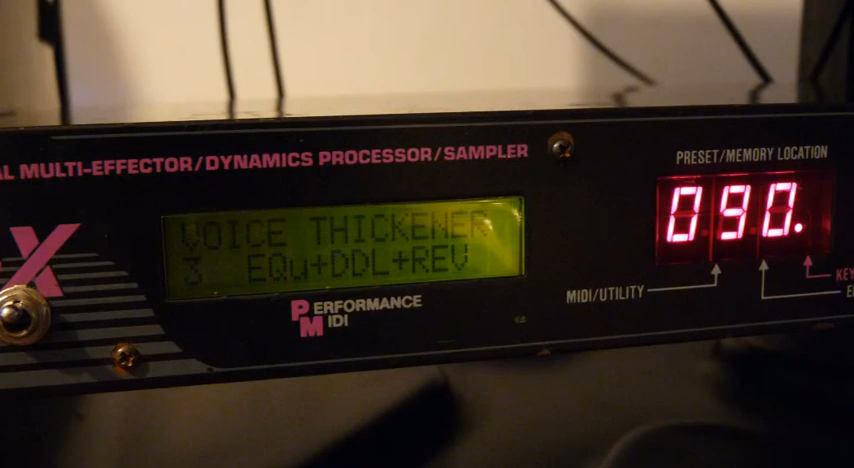 AL MULTI-EFFECTOR/DYNAMICS PROCESSOR/SAMPLER
PRESET/MEMORY LOCATION
X
VOICE THICKENER
3 EQu+DDL+REV
090.
MIDI/UTILITY
KEY
PERFORMANCE
MIDI